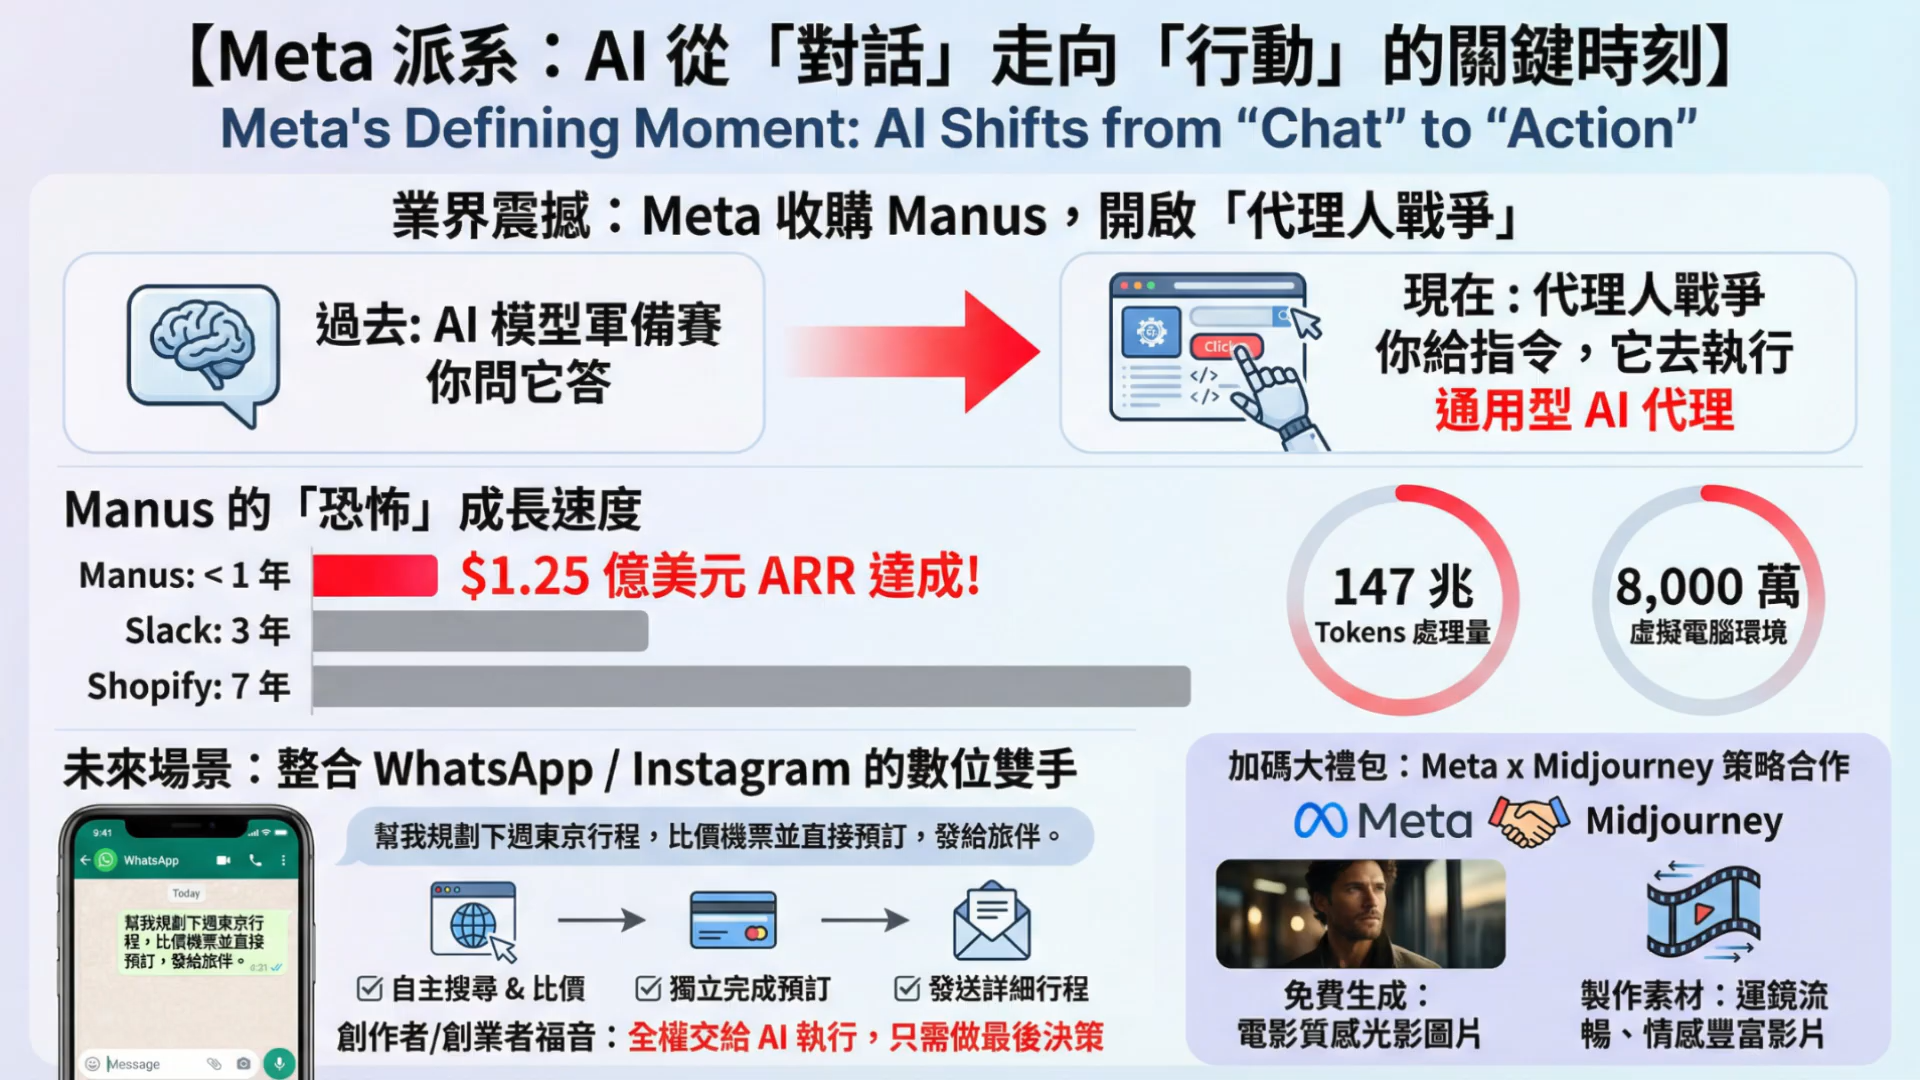 【Meta 派系：AI 從「對話」走向「行動」的關鍵時刻】
Meta's Defining Moment: AI Shifts from “Chat” to “Action”
業界震撼：Meta 收購 Manus，開啟「代理人戰爭」
過去: AI 模型軍備賽
你問它答
Click
</>
</>
現在 : 代理人戰爭
你給指令，它去執行
通用型 AI 代理
Manus 的「恐怖」成長速度
Manus: < 1 年
$1.25 億美元 ARR 達成!
Slack: 3 年
Shopify: 7 年
147 兆
Tokens 處理量
8,000 萬
虛擬電腦環境
未來場景：整合 WhatsApp / Instagram 的數位雙手
9:41
WhatsApp
Today
幫我規劃下週東京行
程，比價機票並直接
預訂，發給旅伴。
Message
幫我規劃下週東京行程，比價機票並直接預訂，發給旅伴。
自主搜尋 & 比價
獨立完成預訂
發送詳細行程
創作者/創業者福音：全權交給 AI 執行，只需做最後決策
加碼大禮包：Meta x Midjourney 策略合作
Meta
Midjourney
免費生成：
電影質感光影圖片
製作素材：運鏡流
暢、情感豐富影片